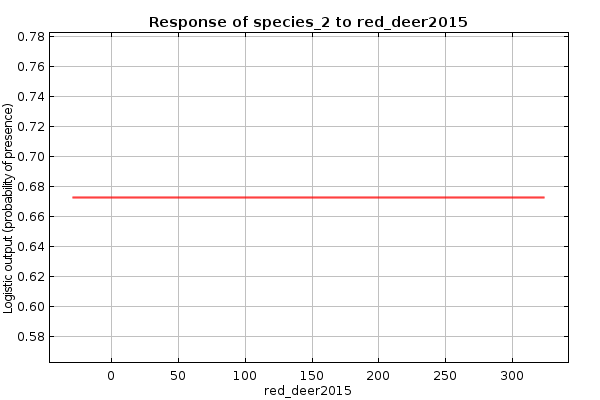 Response of species_2 to red_deer2015
Logistic output (probability of presence)
0.78
0.76
0.74
0.72
0.70
0.68
0.66
0.64
0.62
0.60
0.58
0 50 100 150 200 250 300
red_deer2015